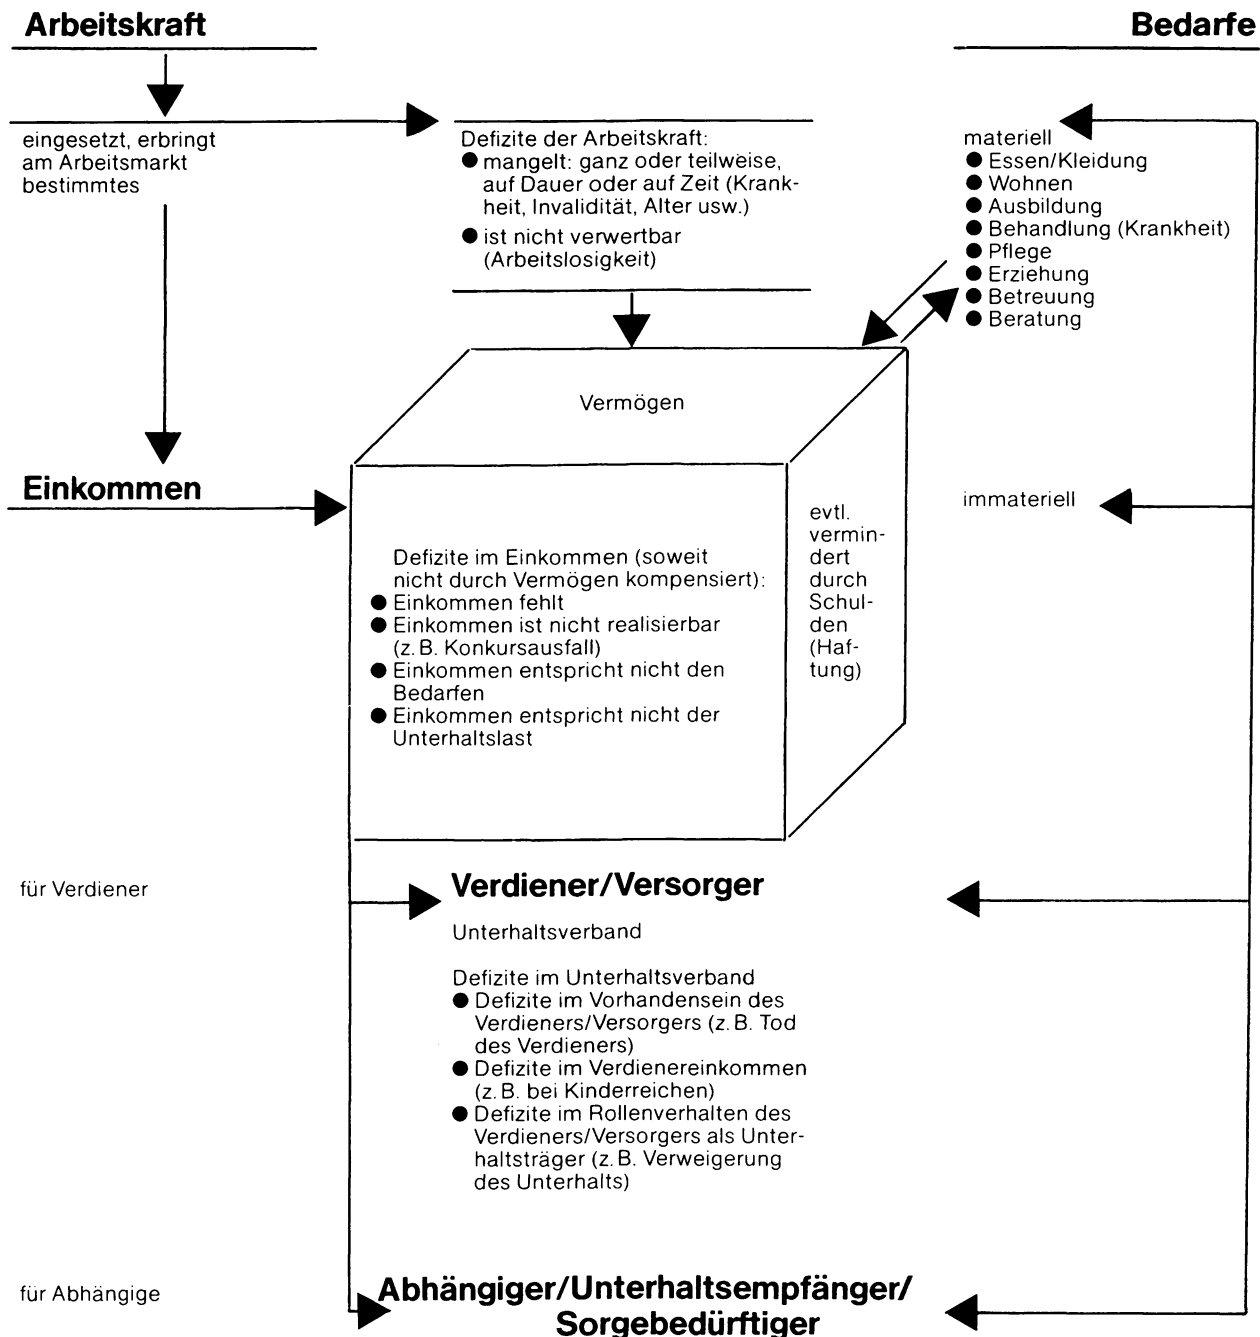 Arbeitskraft
Bedarfe
eingesetzt, erbringt
am Arbeitsmarkt
bestimmtes
Defizite der Arbeitskraft:
● mangelt: ganz oder teilweise,
auf Dauer oder auf Zeit (Krank-
heit, Invalidität, Alter usw.)
● ist nicht verwertbar
(Arbeitslosigkeit)
materiell
● Essen/Kleidung
● Wohnen
● Ausbildung
● Behandlung (Krankheit)
● Pflege
● Erziehung
● Betreuung
● Beratung
Vermögen
Einkommen
immateriell
Defizite im Einkommen (soweit
nicht durch Vermögen kompensiert):
● Einkommen fehlt
● Einkommen ist nicht realisierbar
(z.B. Konkursausfall)
● Einkommen entspricht nicht den
Bedarfen
● Einkommen entspricht nicht der
Unterhaltslast
evtl.
vermin-
dert
durch
Schul-
den
(Haf-
tung)
für Verdiener
Verdiener/Versorger
Unterhaltsverband
Defizite im Unterhaltsverband
● Defizite im Vorhandensein des
Verdieners/Versorgers (z.B. Tod
des Verdieners)
● Defizite im Verdienereinkommen
(z.B. bei Kinderreichen)
● Defizite im Rollenverhalten des
Verdieners/Versorgers als Unter-
haltsträger (z.B. Verweigerung
des Unterhalts)
für Abhängige
Abhängiger/Unterhaltsempfänger/
Sorgebedürftiger